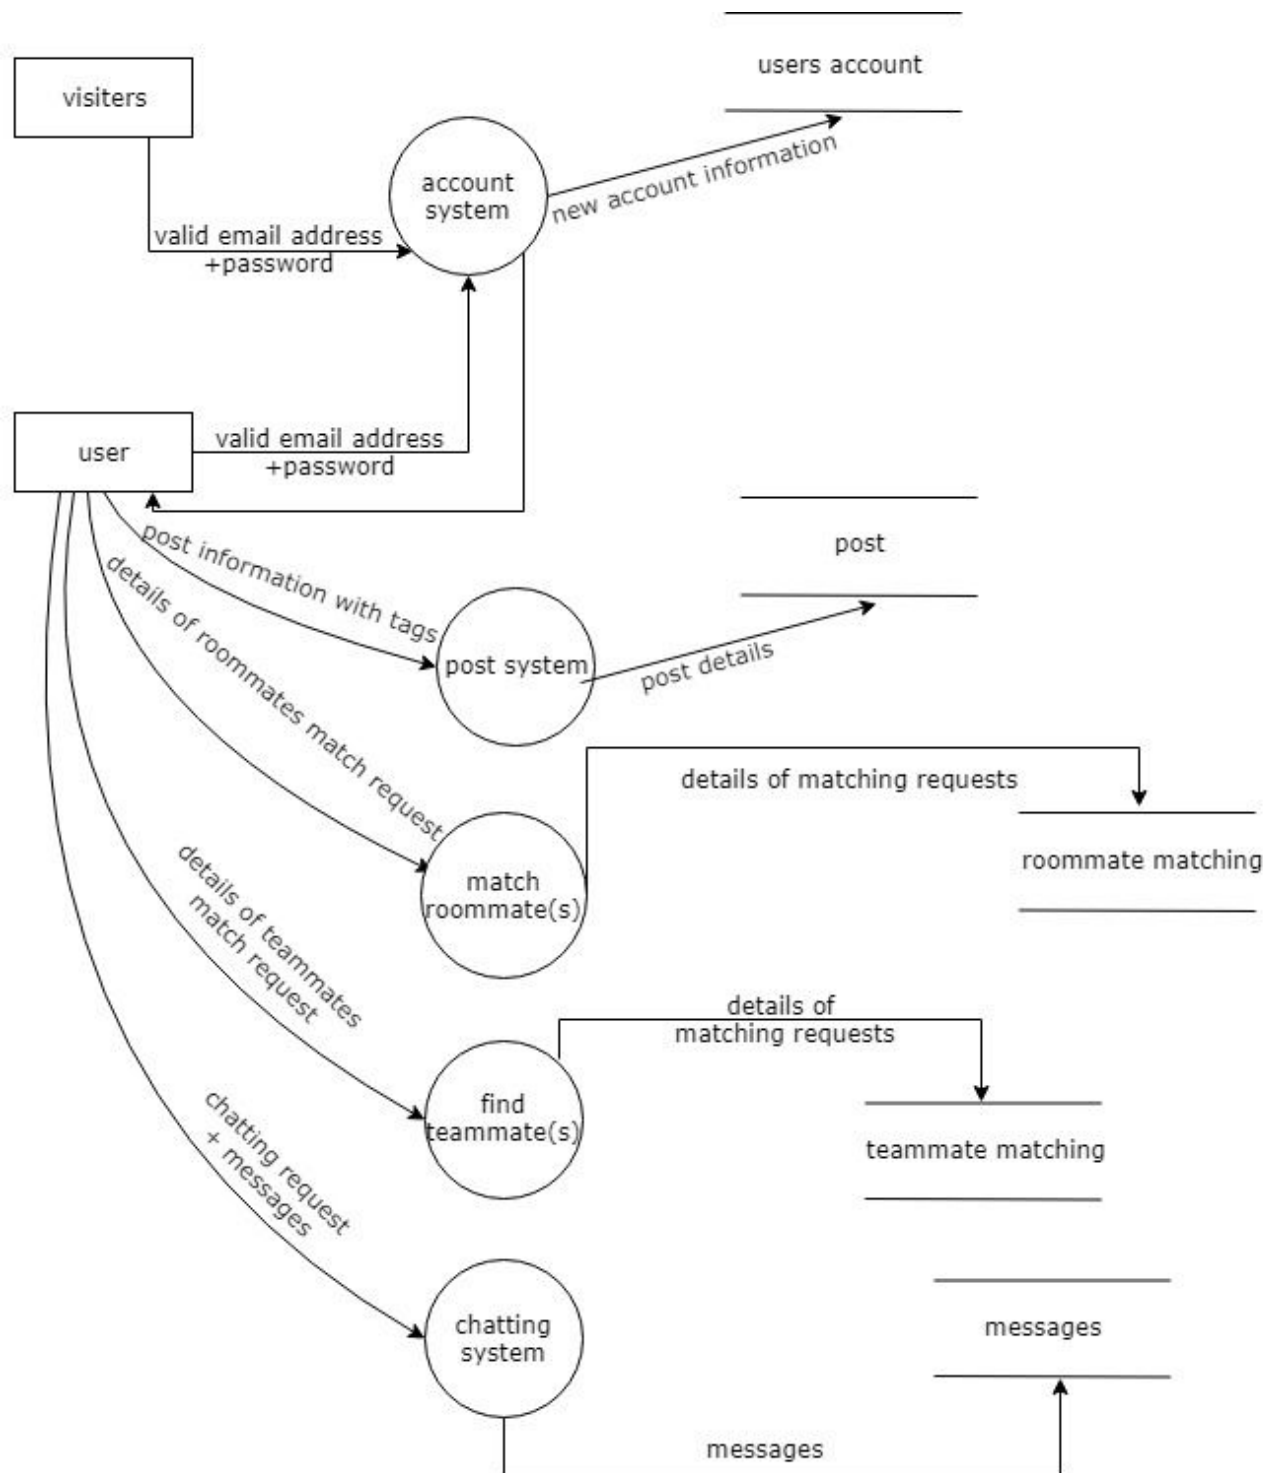 users account
visiters
account
system
new account information
valid email address
+password
user
valid email address
+password
post information with tags
post
details of roommates match request
post system
post details
details of matching requests
roommate matching
match
roommate(s)
details of teammates
match request
details of
matching requests
find
teammate(s)
teammate matching
chatting request
+ messages
chatting
system
messages
messages